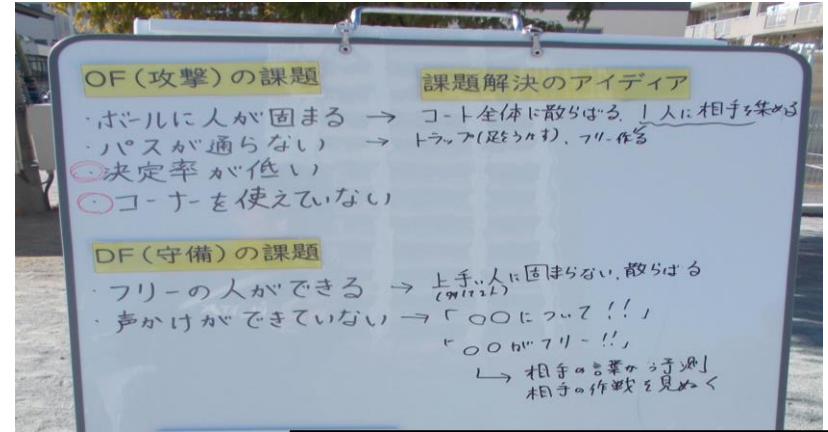 OF(攻撃)の課題
課題解決のアイディア
・ボールに人が固まる → コート全体に散らばる、1人に相手を集める
・パスが通らない → トラップ(足をうかす)、フリー作る
・決定率が低い
・コーナーを使えていない
DF(守備)の課題
・フリーの人ができる → 上手い人に固まらない、散らばる
・声かけができていない → 「〇〇について!!」
「〇〇がフリー!!」
↳ 相手の言葉から予測
相手の作戦を見ぬく